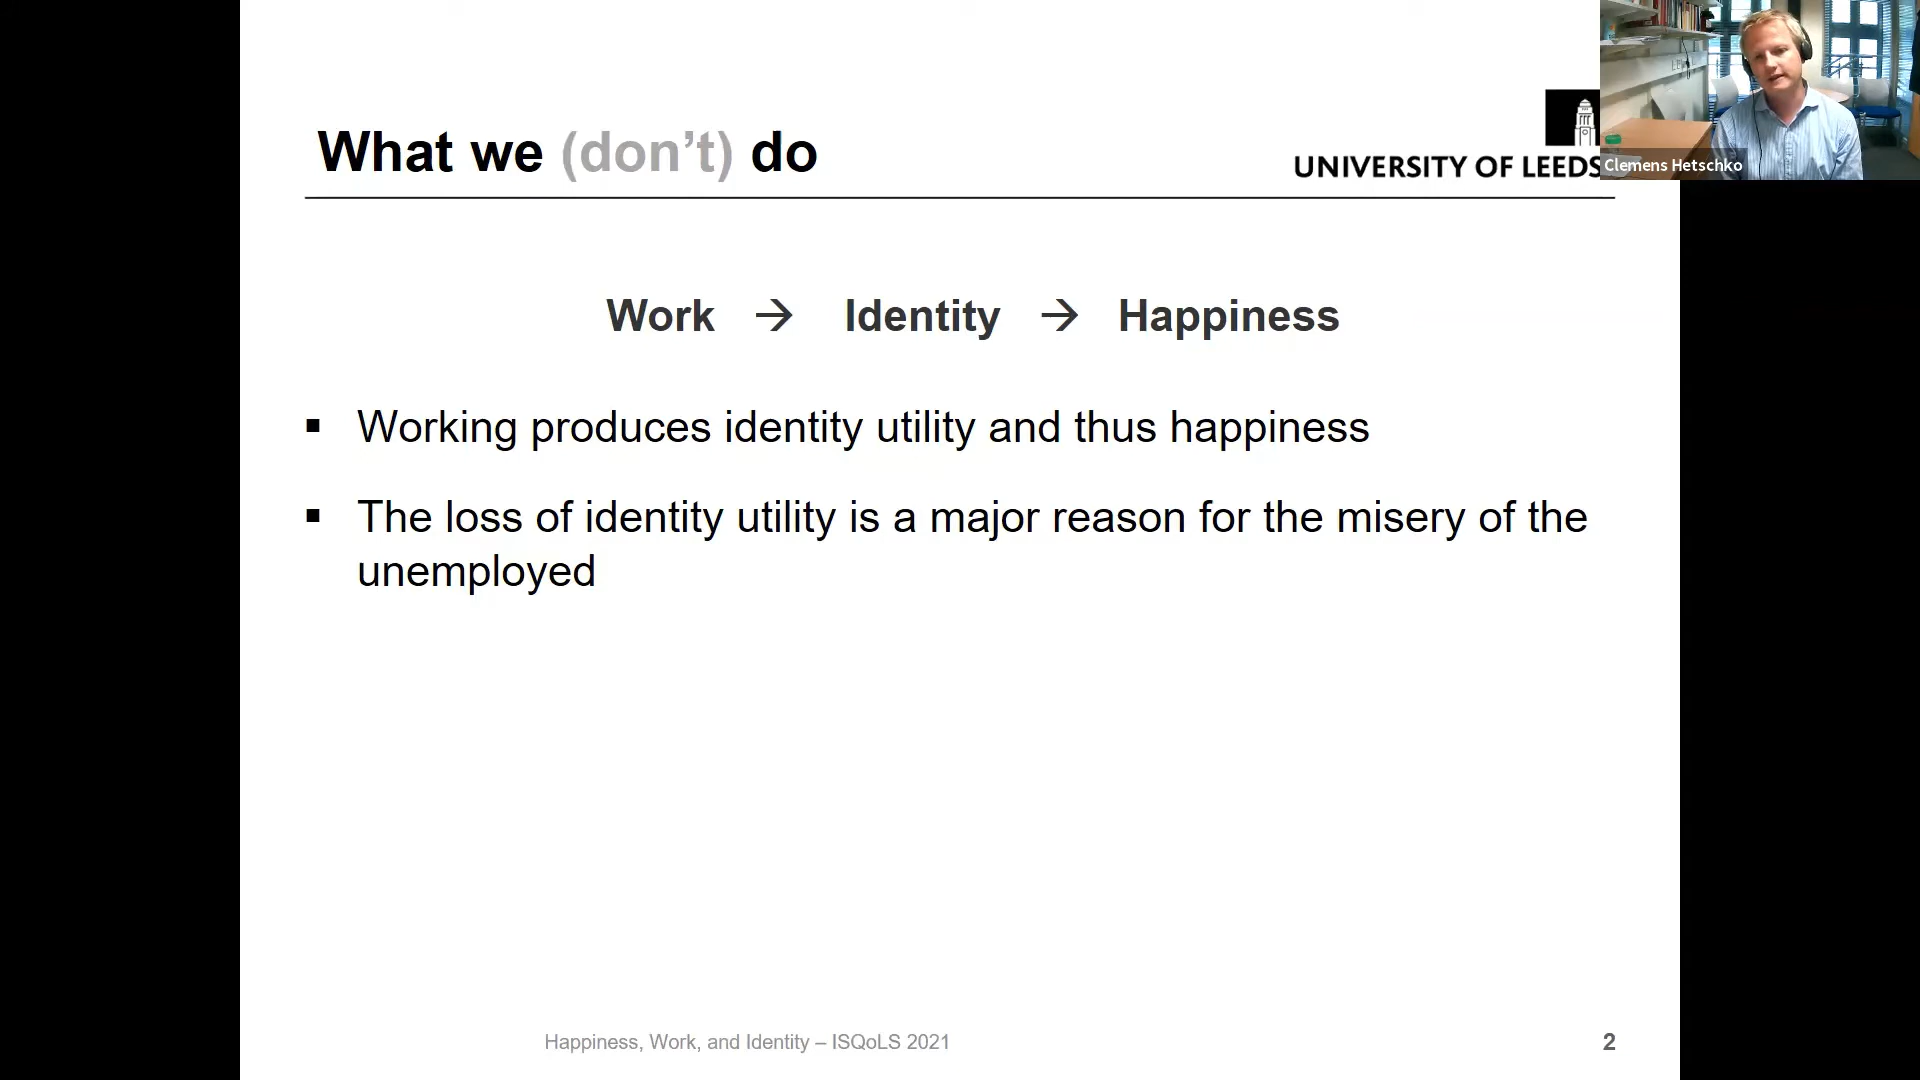 What we (don’t) do
UNIVERSITY OF LEEDS
Clemens Hetschko
Work → Identity → Happiness
▪ Working produces identity utility and thus happiness
▪ The loss of identity utility is a major reason for the misery of the
unemployed
Happiness, Work, and Identity – ISQoLS 2021
2